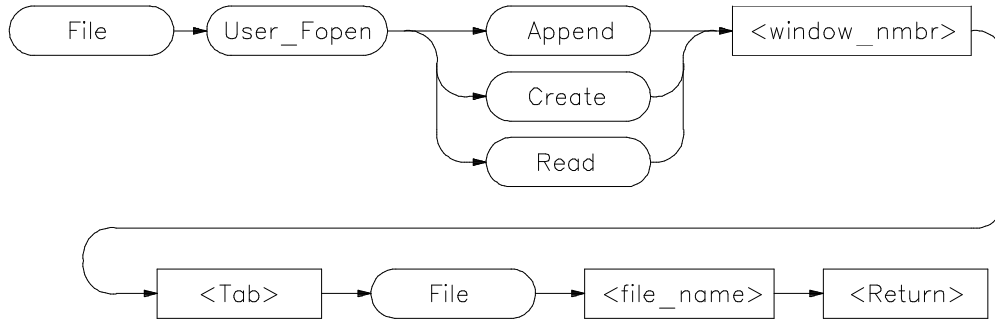 File User_Fopen Append <window_nmbr>
Create
Read
<Tab> File <file_name> <Return>